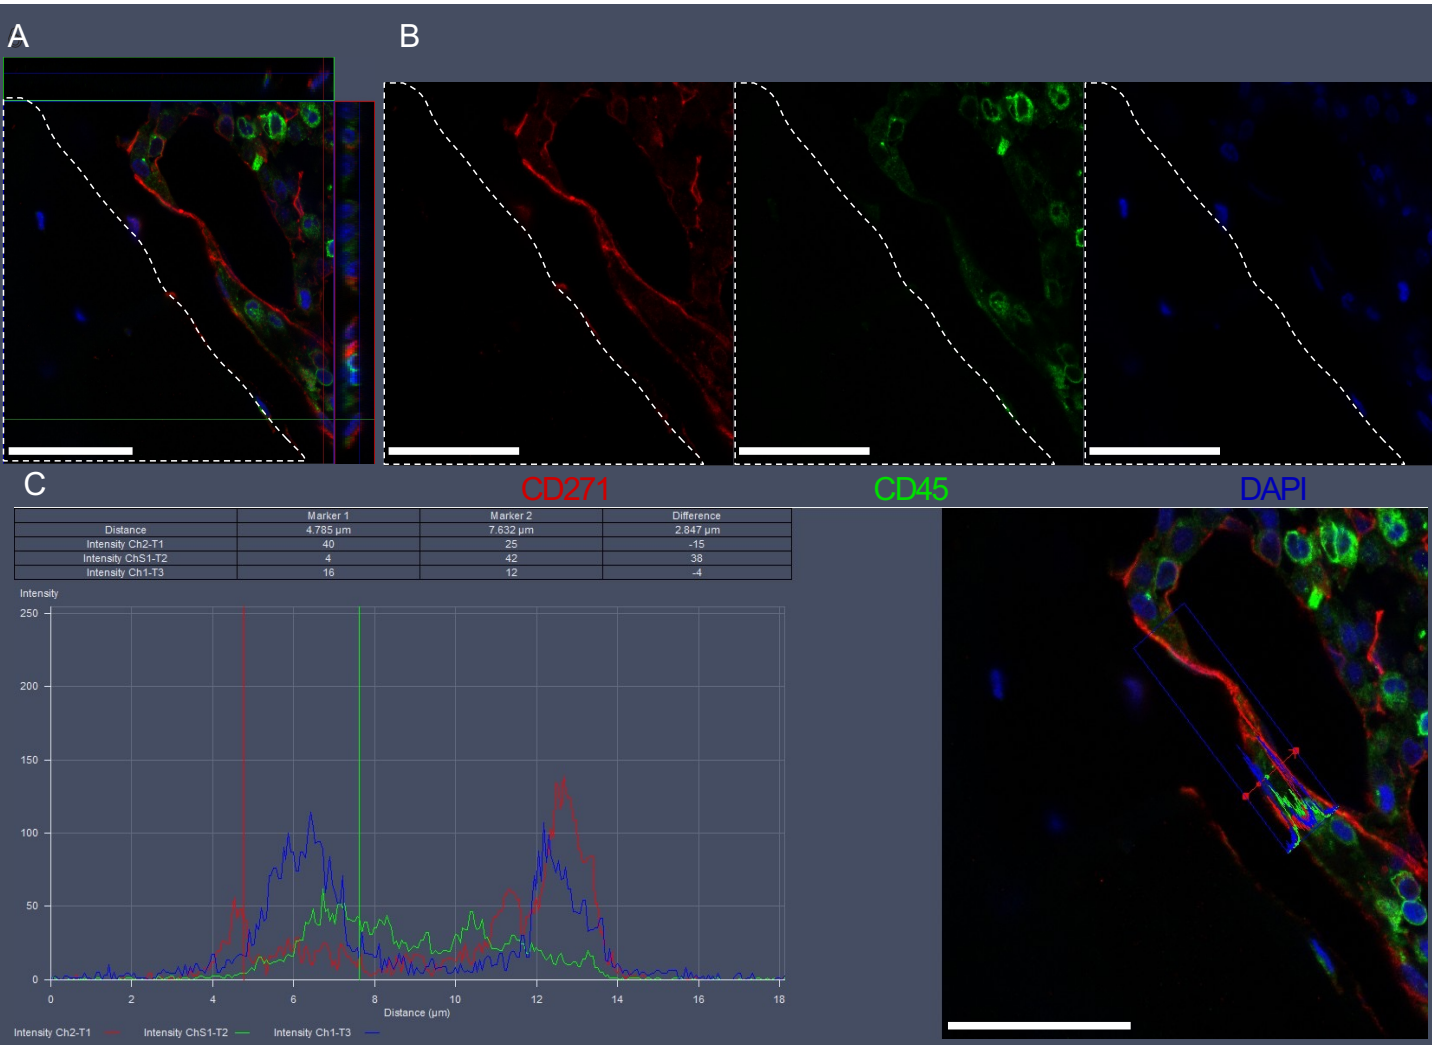 A
B
C
CD271
CD45
DAPI
Marker 1 Marker 2 Difference
Distance 4.785 µm 7.632 µm 2.847 µm
Intensity Ch2-T1 40 25 -15
Intensity ChS1-T2 4 42 38
Intensity Ch1-T3 16 12 -4
Intensity
250
200
150
100
50
0
0 2 4 6 8 10 12 14 16 18
Distance (µm)
Intensity Ch2-T1 Intensity ChS1-T2 Intensity Ch1-T3